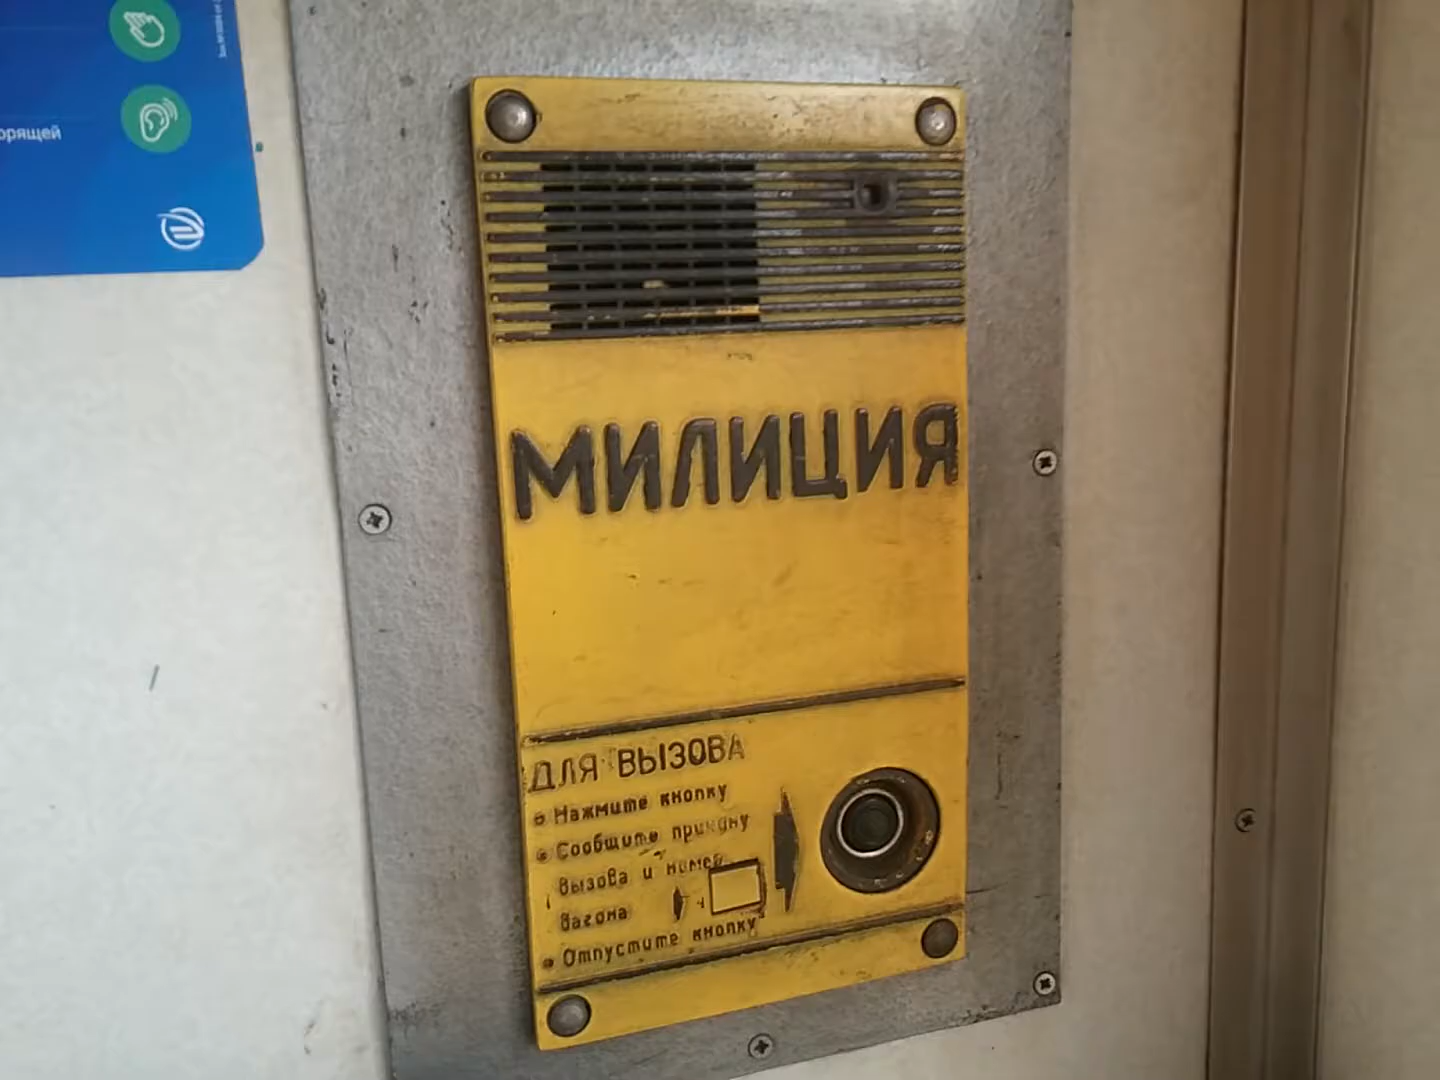 орящей
МИЛИЦИЯ
ДЛЯ ВЫЗОВА
• Нажмите кнопку
• Сообщите причину
вызова и номер
вагона
• Отпустите кнопку